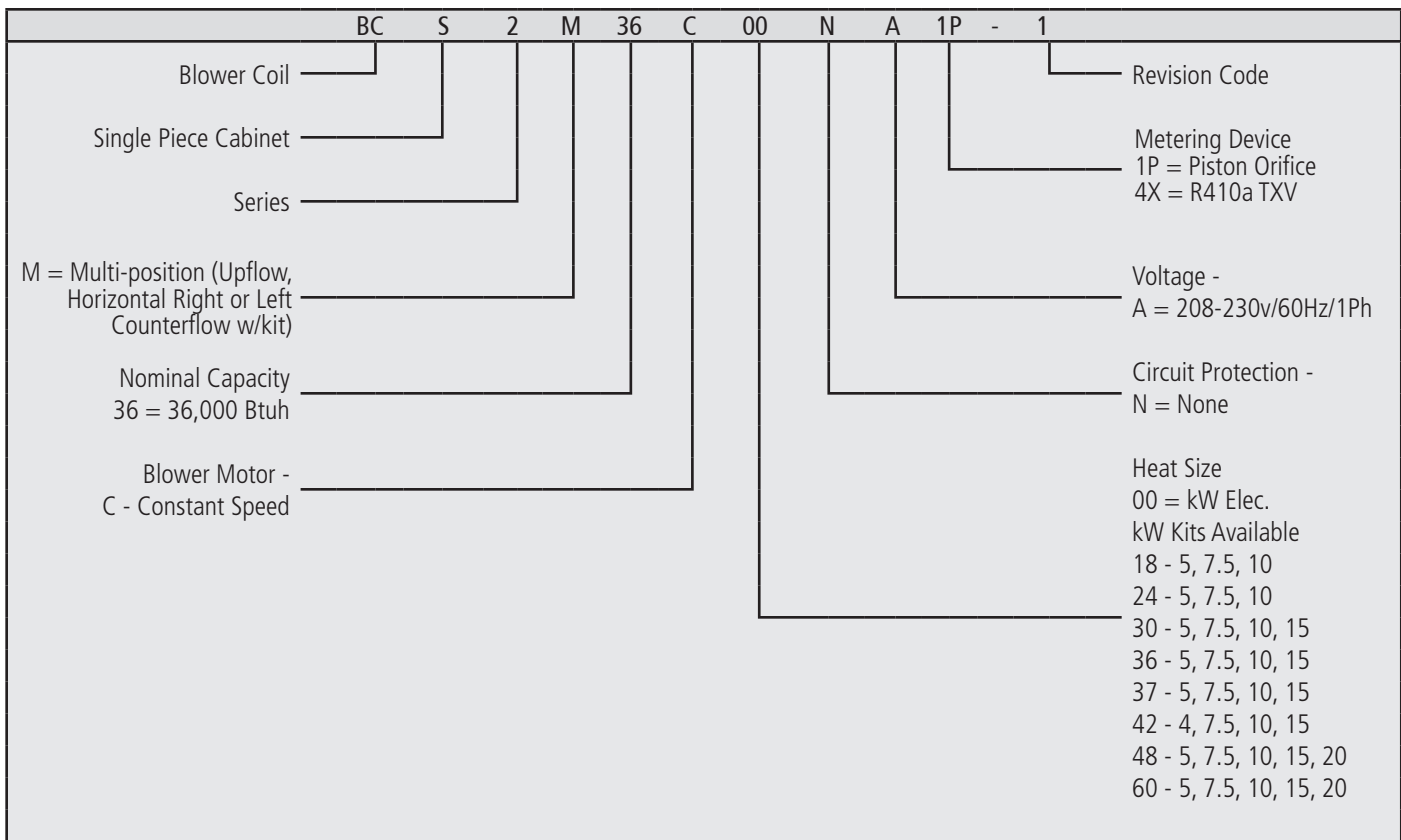 BC S 2 M 36 C 00 N A 1P - 1
Blower Coil
Single Piece Cabinet
Series
M = Multi-position (Upflow,
Horizontal Right or Left
Counterflow w/kit)
Nominal Capacity
36 = 36,000 Btuh
Blower Motor -
C - Constant Speed
Revision Code
Metering Device
1P = Piston Orifice
4X = R410a TXV
Voltage -
A = 208-230v/60Hz/1Ph
Circuit Protection -
N = None
Heat Size
00 = kW Elec.
kW Kits Available
18 - 5, 7.5, 10
24 - 5, 7.5, 10
30 - 5, 7.5, 10, 15
36 - 5, 7.5, 10, 15
37 - 5, 7.5, 10, 15
42 - 4, 7.5, 10, 15
48 - 5, 7.5, 10, 15, 20
60 - 5, 7.5, 10, 15, 20